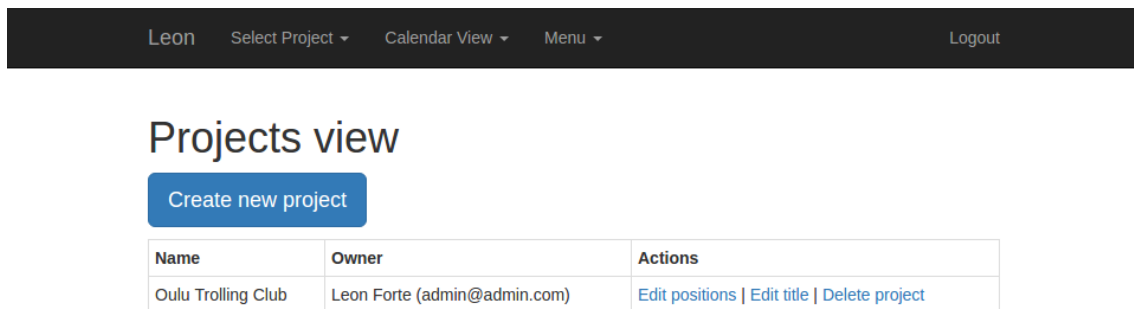 Leon Select Project Calendar View Menu Logout
Projects view
Create new project
Name Owner Actions
Oulu Trolling Club Leon Forte (admin@admin.com) Edit positions | Edit title | Delete project